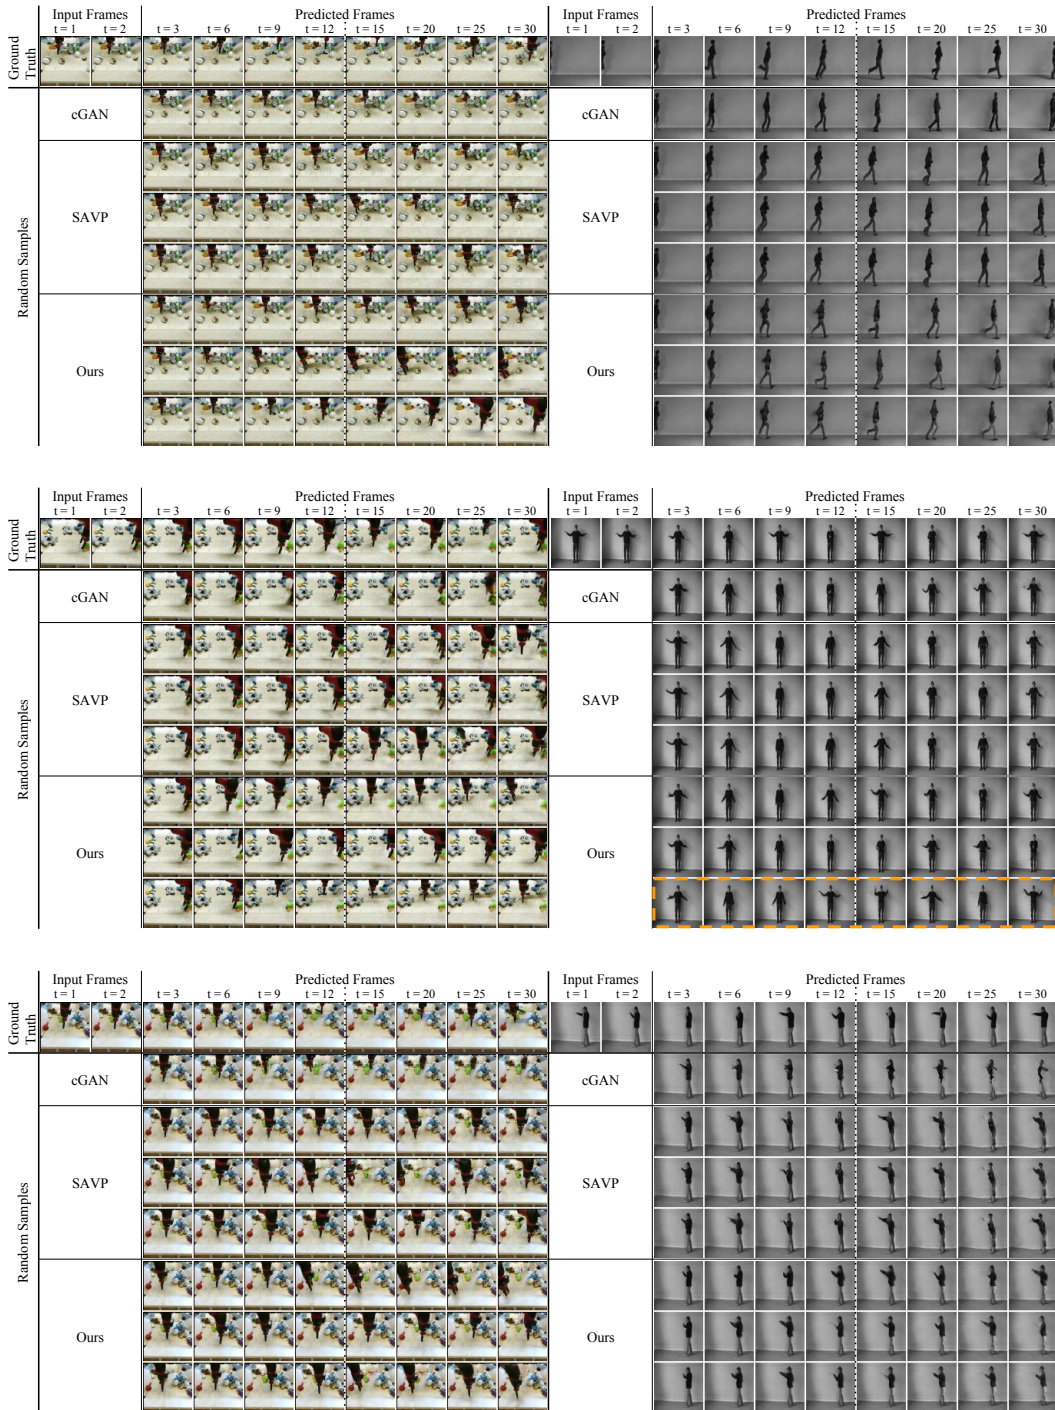 Input Frames Predicted Frames Input Frames Predicted Frames
t = 1 t = 2 t = 3 t = 6 t = 9 t = 12 t = 15 t = 20 t = 25 t = 30 t = 1 t = 2 t = 3 t = 6 t = 9 t = 12 t = 15 t = 20 t = 25 t = 30
Ground
Truth
Random Samples
cGAN cGAN
SAVP SAVP
Ours Ours
Input Frames Predicted Frames Input Frames Predicted Frames
t = 1 t = 2 t = 3 t = 6 t = 9 t = 12 t = 15 t = 20 t = 25 t = 30 t = 1 t = 2 t = 3 t = 6 t = 9 t = 12 t = 15 t = 20 t = 25 t = 30
Ground
Truth
Random Samples
cGAN cGAN
SAVP SAVP
Ours Ours
Input Frames Predicted Frames Input Frames Predicted Frames
t = 1 t = 2 t = 3 t = 6 t = 9 t = 12 t = 15 t = 20 t = 25 t = 30 t = 1 t = 2 t = 3 t = 6 t = 9 t = 12 t = 15 t = 20 t = 25 t = 30
Ground
Truth
Random Samples
cGAN cGAN
SAVP SAVP
Ours Ours